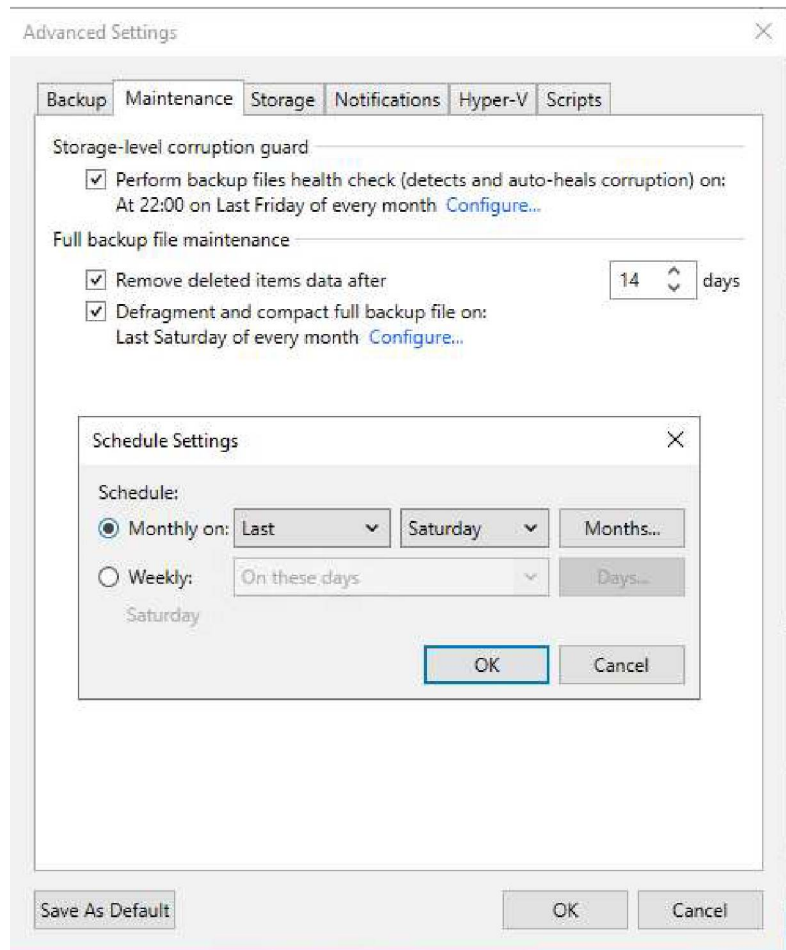 Advanced Settings
Backup Maintenance Storage Notifications Hyper-V Scripts
Storage-level corruption guard
Perform backup files health check (detects and auto-heals corruption) on:
At 22:00 on Last Friday of every month Configure...
Full backup file maintenance
Remove deleted items data after 14 days
Defragment and compact full backup file on:
Last Saturday of every month Configure...
Schedule Settings
Schedule:
Monthly on: Last Saturday Months...
Weekly: On these days Days...
Saturday
OK Cancel
Save As Default OK Cancel